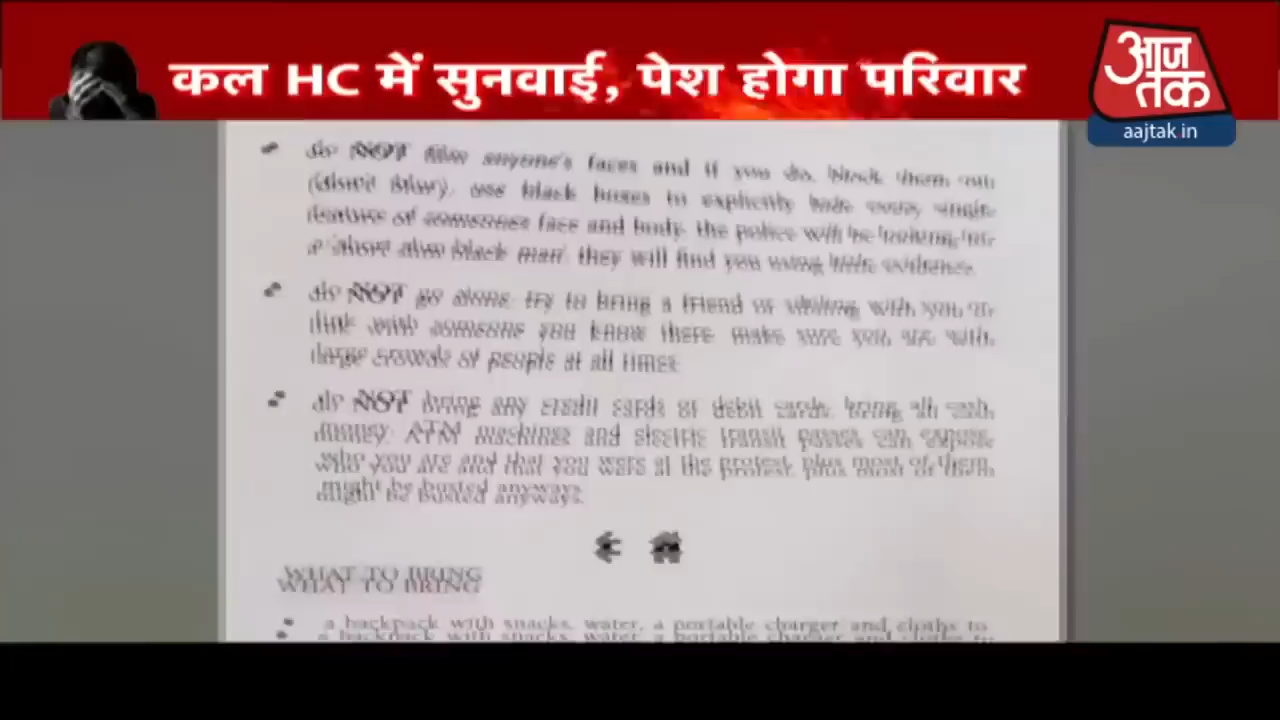 कल HC में सुनवाई, पेश होगा परिवार
आज
तक
aajtak.in
do NOT film anyone's faces and if you do, block them out
(don't blur). use black boxes to explicitly hide every single
feature of someones face and body. the police will be looking for
a 'short slim black man'. they will find you using little evidence.
do NOT go alone. try to bring a friend or sibling with you or
link with someone you know there. make sure you are with
large crowds of people at all times.
do NOT bring any credit cards or debit cards. bring all cash
money. ATM machines and electric transit passes can expose
who you are and that you were at the protest. plus most of them
might be busted anyways.
WHAT TO BRING
a backpack with snacks, water, a portable charger and cloths to